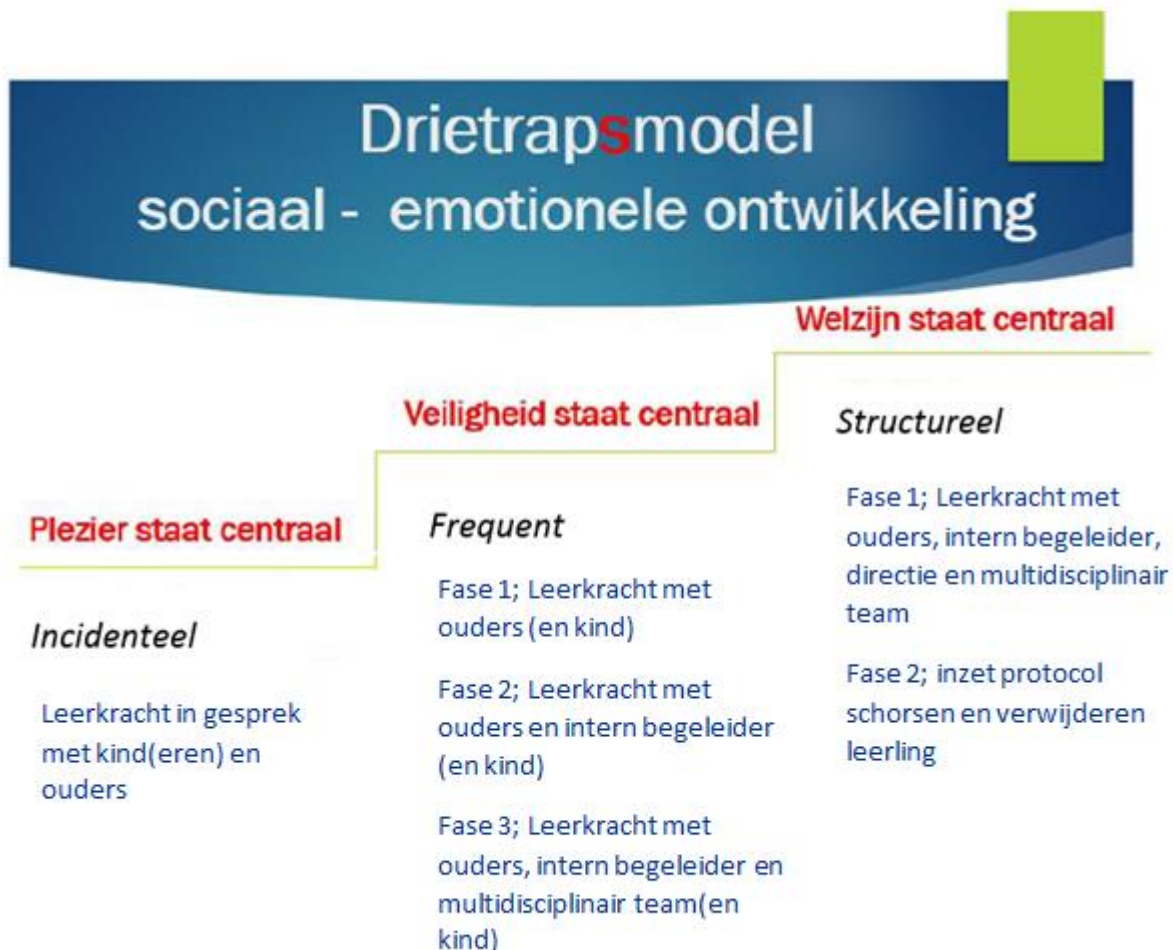 Drietrapsmodel
sociaal - emotionele ontwikkeling
Plezier staat centraal
Incidenteel
Leerkracht in gesprek
met kind(eren) en
ouders
Veiligheid staat centraal
Frequent
Fase 1; Leerkracht met
ouders (en kind)
Fase 2; Leerkracht met
ouders en intern begeleider
(en kind)
Fase 3; Leerkracht met
ouders, intern begeleider en
multidisciplinair team(en
kind)
Welzijn staat centraal
Structureel
Fase 1; Leerkracht met
ouders, intern begeleider,
directie en multidisciplinair
team
Fase 2; inzet protocol
schorsen en verwijderen
leerling